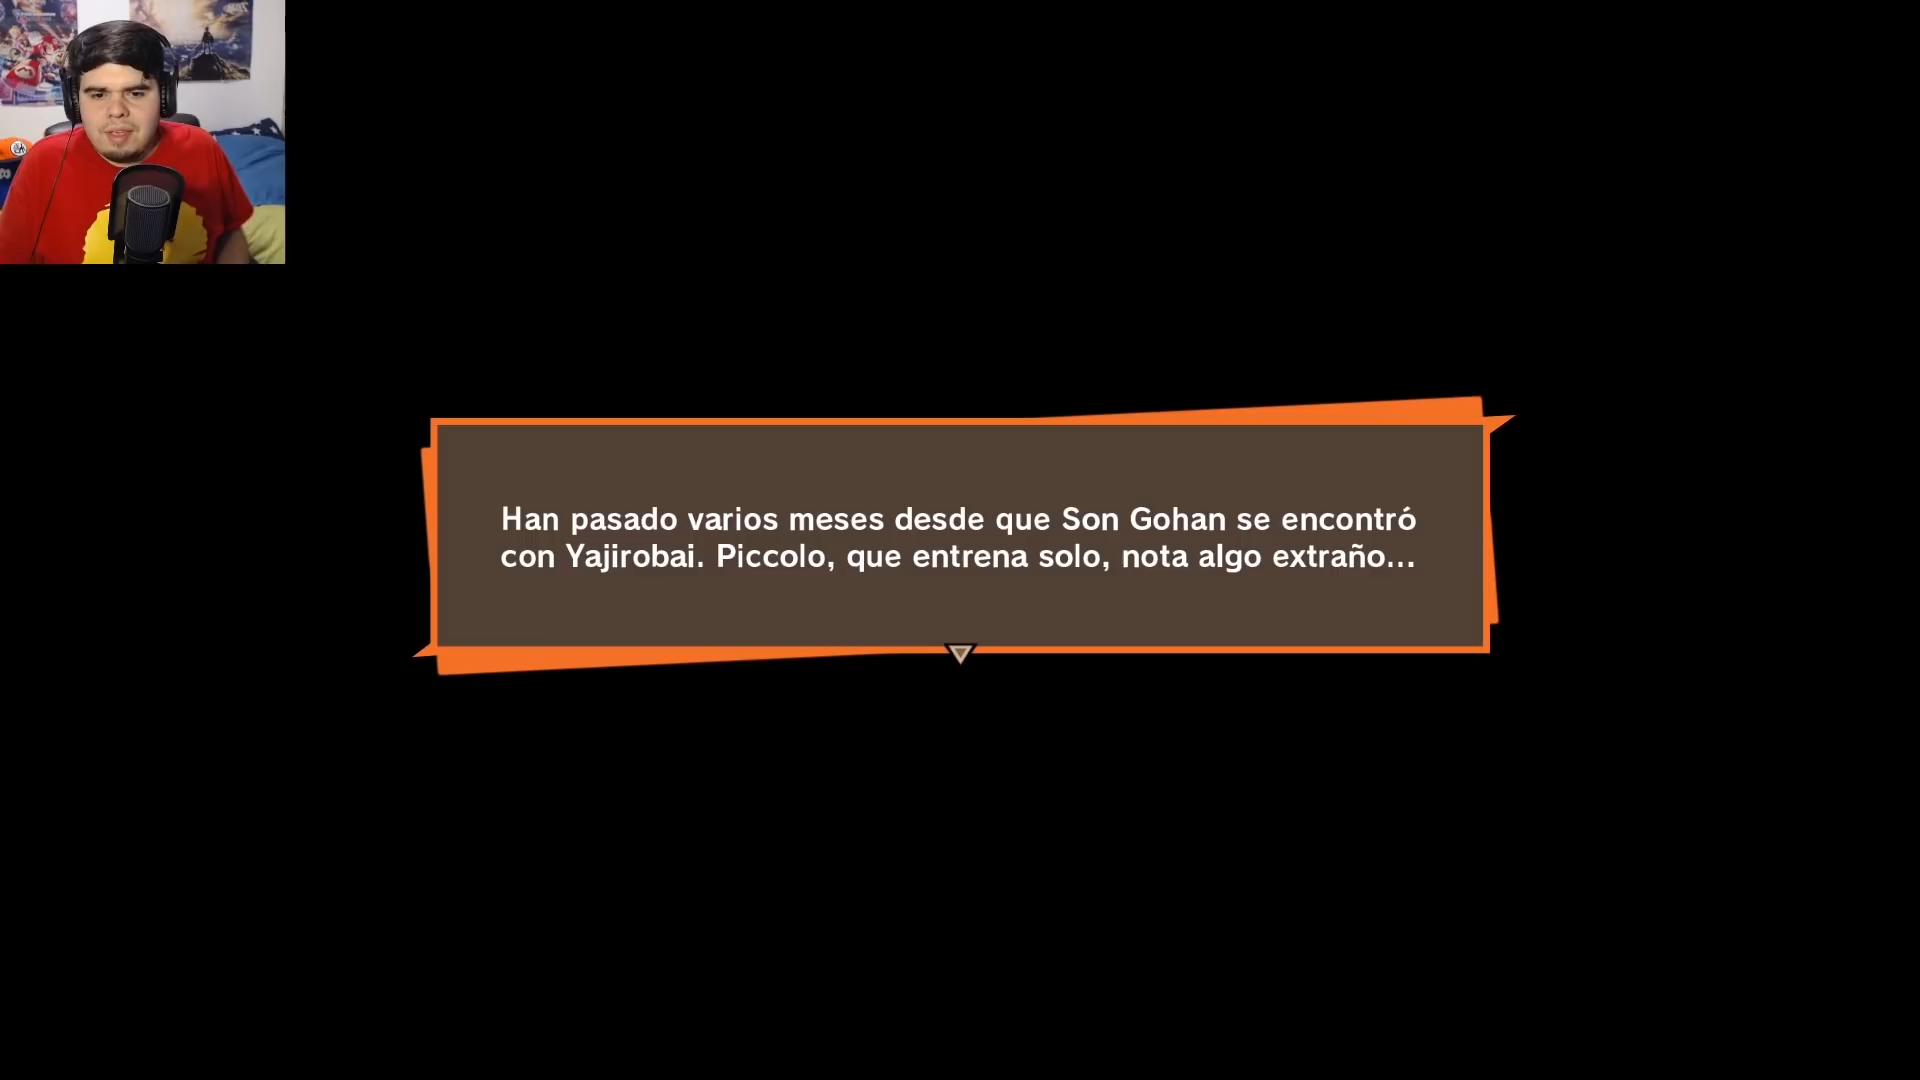 Han pasado varios meses desde que Son Gohan se encontró
con Yajirobai. Piccolo, que entrena solo, nota algo extraño...